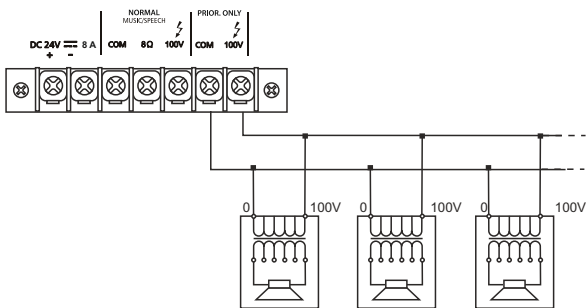 NORMAL
MUSIC/SPEECH
PRIOR. ONLY
DC 24V 8 A COM 8Ω 100V COM 100V
+ -
0 100V 0 100V 0 100V